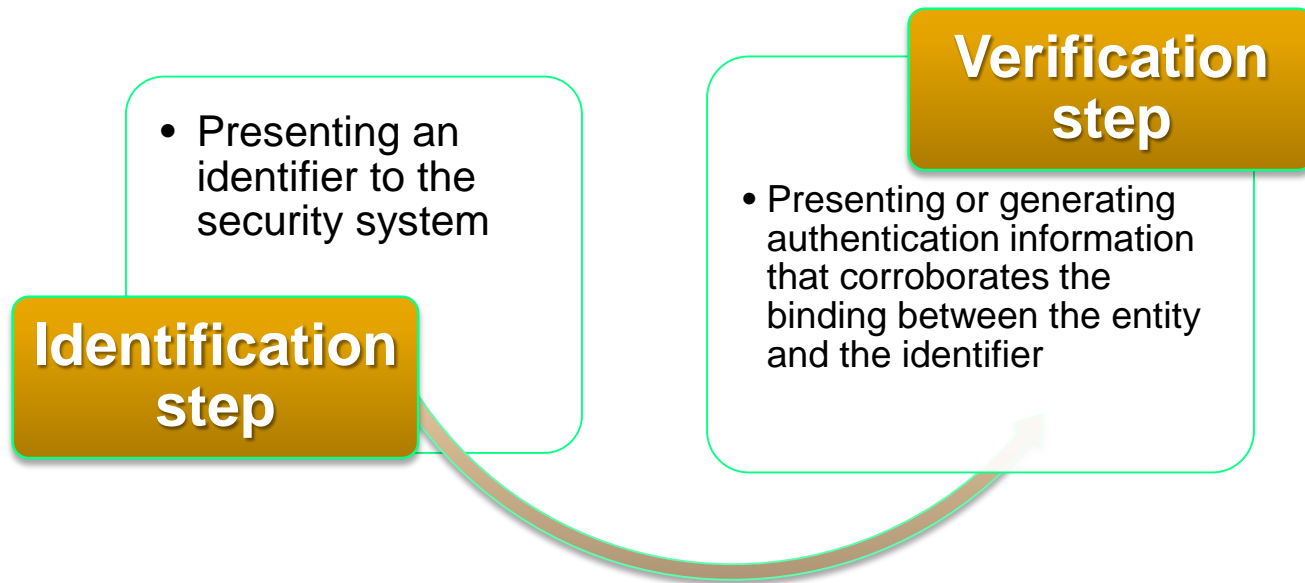 • Presenting an
identifier to the
security system
Identification
step
Verification
step
• Presenting or generating
authentication information
that corroborates the
binding between the entity
and the identifier